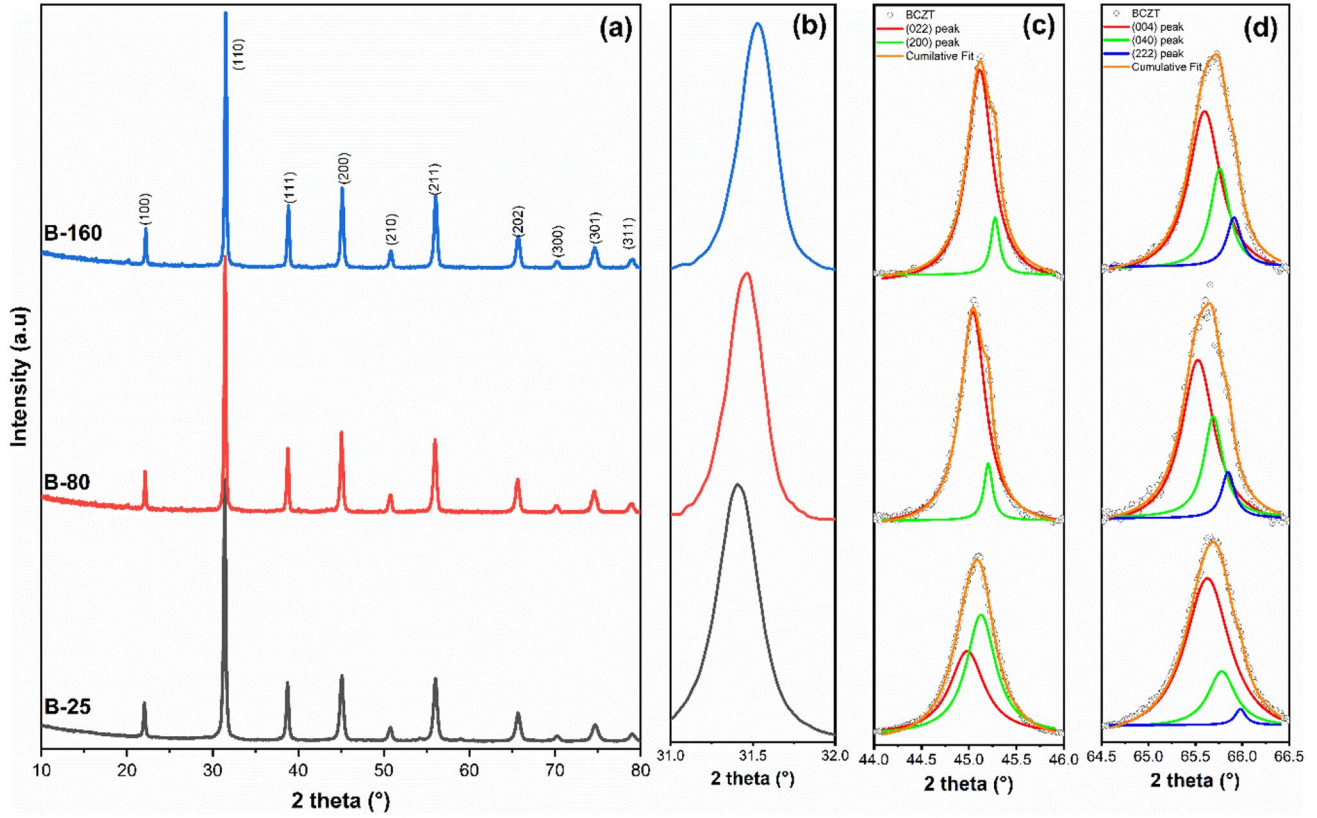 (a)
(110)
(100)
(111)
(200)
(210)
(211)
(202)
(300)
(301)
(311)
B-160
B-80
B-25
Intensity (a.u)
10
20
30
40
50
60
70
80
2 theta (°)
(b)
31.0
31.5
32.0
2 theta (°)
(c)
BCZT
(022) peak
(200) peak
Cumilative Fit
44.0
44.5
45.0
45.5
46.0
2 theta (°)
(d)
BCZT
(004) peak
(040) peak
(222) peak
Cumulative Fit
64.5
65.0
65.5
66.0
66.5
2 theta (°)